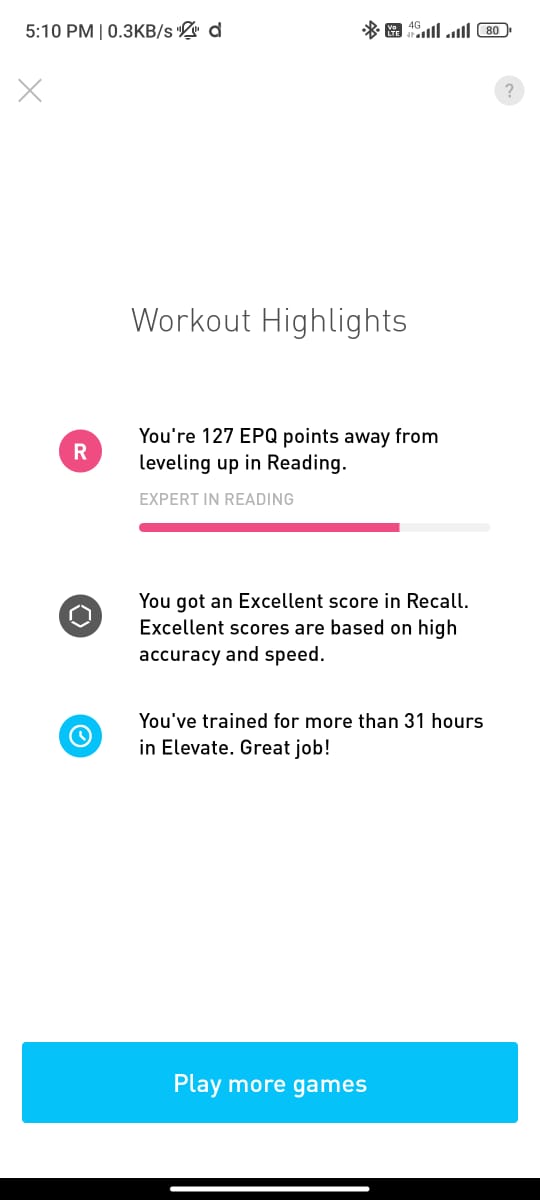 5:10 PM | 0.3KB/s d Vo LTE 4G 80
?
Workout Highlights
R
You're 127 EPQ points away from
leveling up in Reading.
EXPERT IN READING
You got an Excellent score in Recall.
Excellent scores are based on high
accuracy and speed.
You've trained for more than 31 hours
in Elevate. Great job!
Play more games